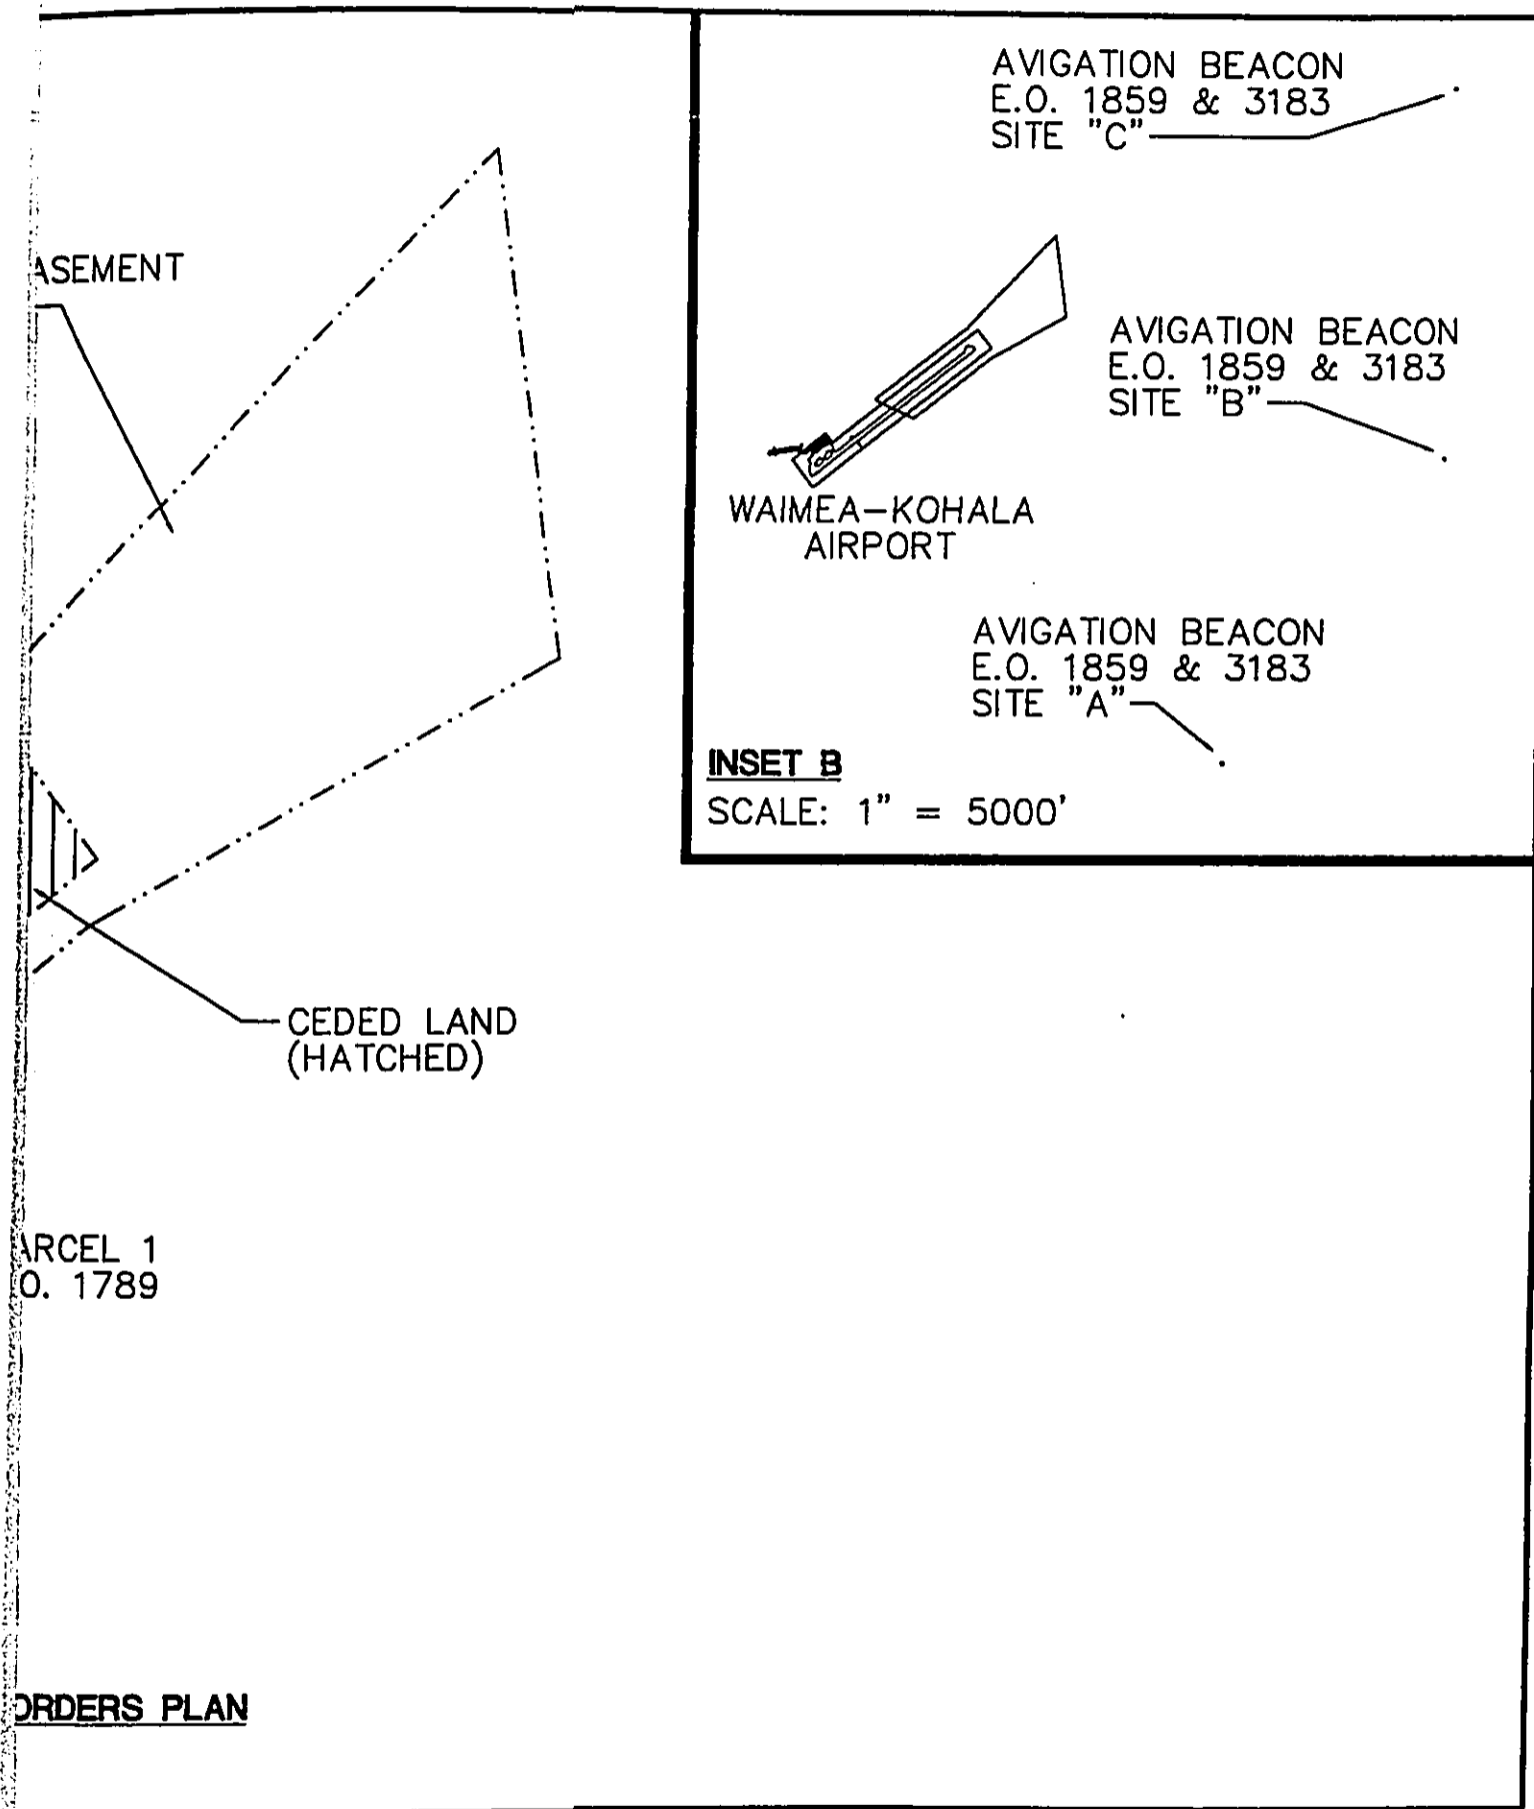 AVIGATION BEACON
E.O. 1859 & 3183
SITE "C"
ASEMENT
AVIGATION BEACON
E.O. 1859 & 3183
SITE "B"
WAIMEA-KOHALA
AIRPORT
AVIGATION BEACON
E.O. 1859 & 3183
SITE "A"
INSET B
SCALE: 1" = 5000'
CEDED LAND
(HATCHED)
ARCEL 1
O. 1789
ORDERS PLAN